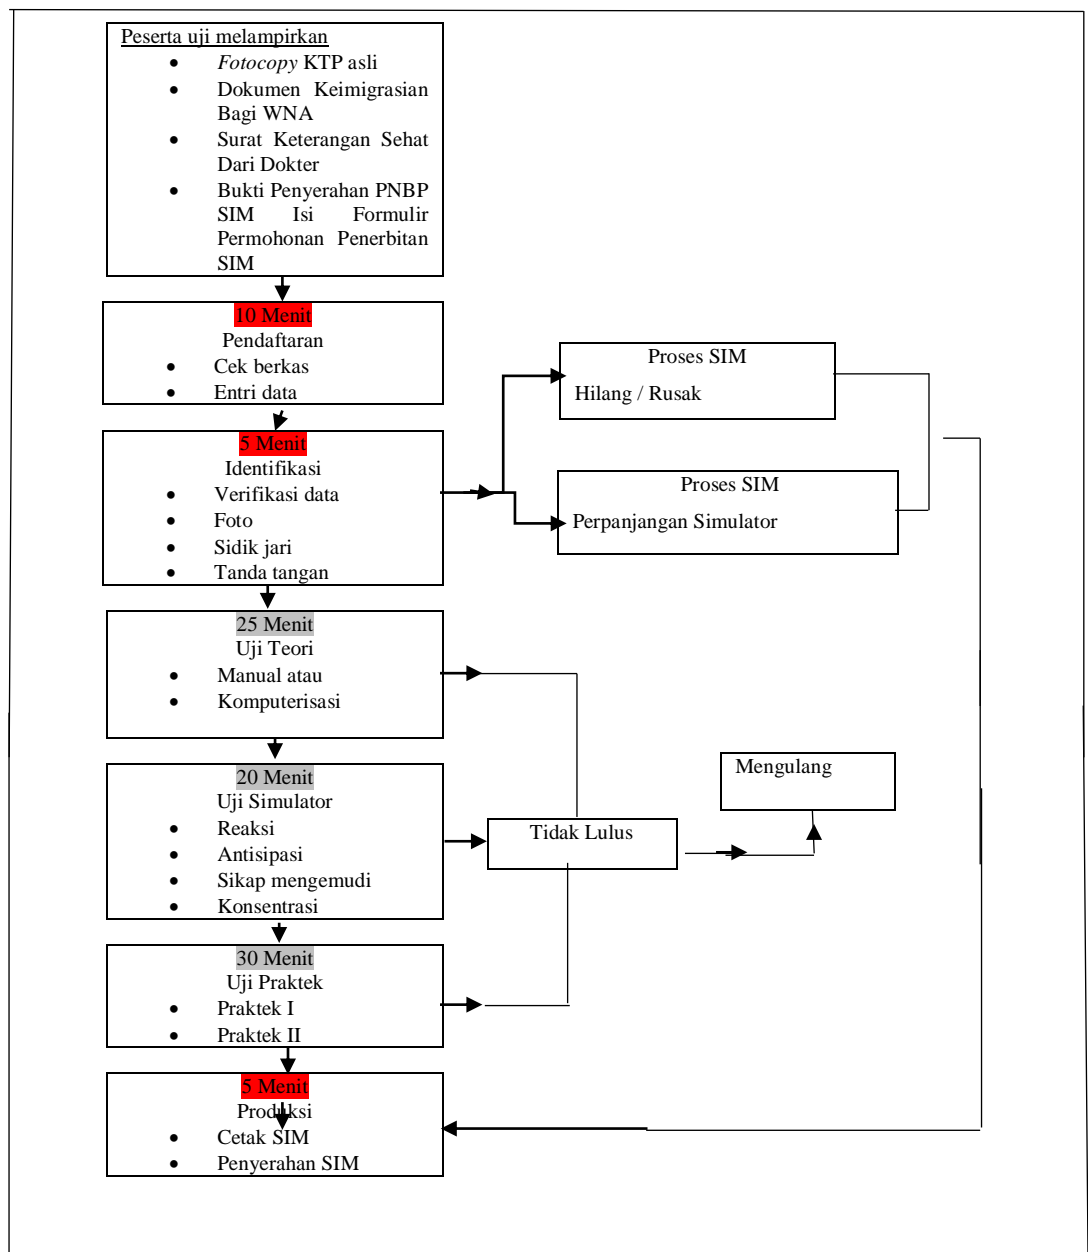 Peserta uji melampirkan
• Fotocopy KTP asli
• Dokumen Keimigrasian
Bagi WNA
• Surat Keterangan Sehat
Dari Dokter
• Bukti Penyerahan PNBP
SIM Isi Formulir
Permohonan Penerbitan
SIM
10 Menit
Pendaftaran
• Cek berkas
• Entri data
Proses SIM
Hilang / Rusak
5 Menit
Identifikasi
• Verifikasi data
• Foto
• Sidik jari
• Tanda tangan
Proses SIM
Perpanjangan Simulator
25 Menit
Uji Teori
• Manual atau
• Komputerisasi
20 Menit
Uji Simulator
• Reaksi
• Antisipasi
• Sikap mengemudi
• Konsentrasi
Tidak Lulus
Mengulang
30 Menit
Uji Praktek
• Praktek I
• Praktek II
5 Menit
Produksi
• Cetak SIM
• Penyerahan SIM